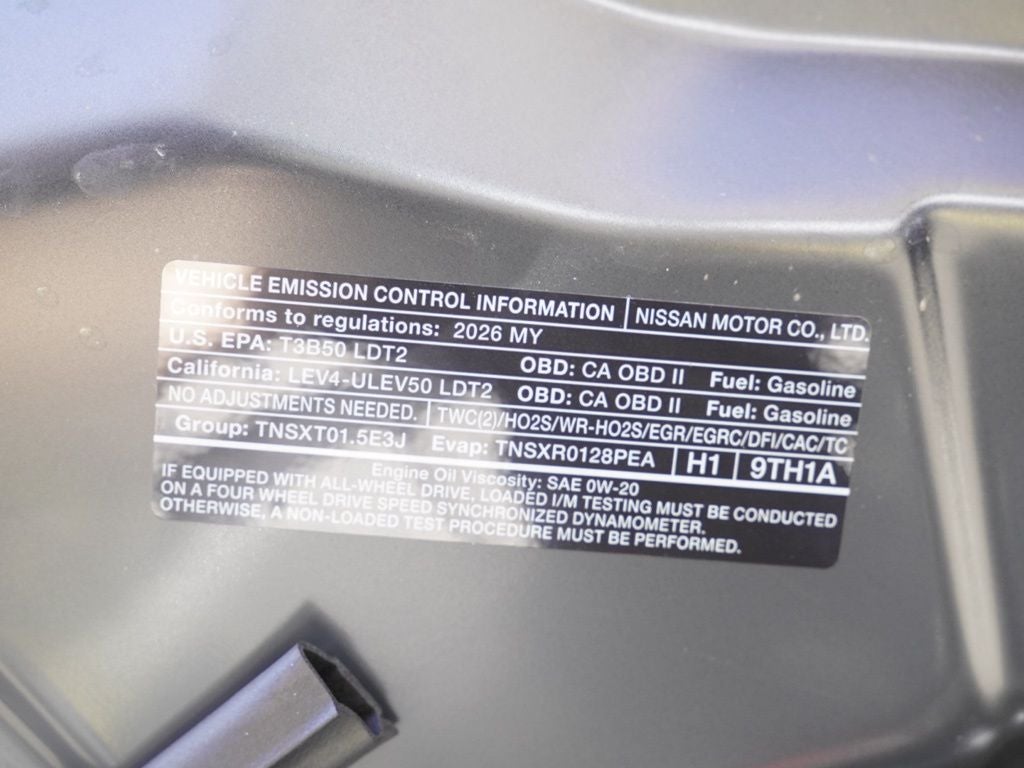 VEHICLE EMISSION CONTROL INFORMATION NISSAN MOTOR CO., LTD.
Conforms to regulations: 2026 MY
U.S. EPA: T3B50 LDT2 OBD: CA OBD II Fuel: Gasoline
California: LEV4-ULEV50 LDT2 OBD: CA OBD II Fuel: Gasoline
NO ADJUSTMENTS NEEDED. TWC(2)/HO2S/WR-HO2S/EGR/EGRC/DFI/CAC/TC
Group: TNSXT01.5E3J Evap: TNSXR0128PEA H1 9TH1A
Engine Oil Viscosity: SAE 0W-20
IF EQUIPPED WITH ALL-WHEEL DRIVE, LOADED I/M TESTING MUST BE CONDUCTED
ON A FOUR WHEEL DRIVE SPEED SYNCHRONIZED DYNAMOMETER.
OTHERWISE, A NON-LOADED TEST PROCEDURE MUST BE PERFORMED.